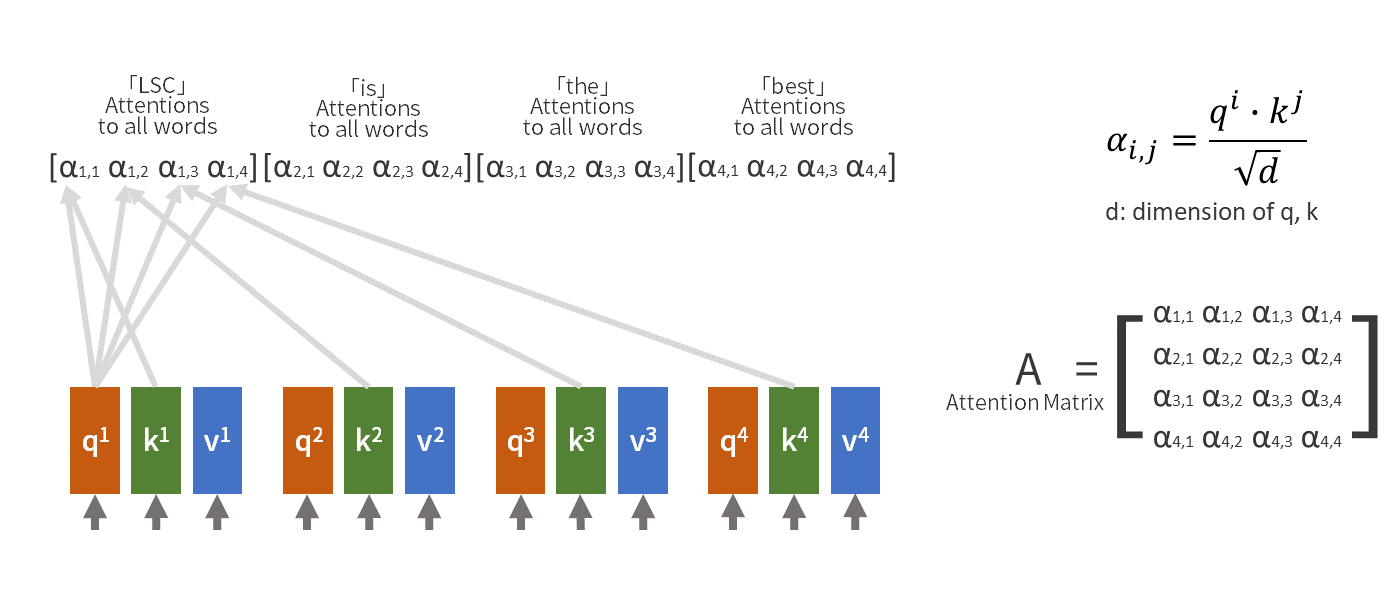 「LSC」
Attentions
to all words
「is」
Attentions
to all words
「the」
Attentions
to all words
「best」
Attentions
to all words
[α1,1 α1,2 α1,3 α1,4] [α2,1 α2,2 α2,3 α2,4] [α3,1 α3,2 α3,3 α3,4] [α4,1 α4,2 α4,3 α4,4]
q¹ k¹ v¹ q² k² v² q³ k³ v³ q⁴ k⁴ v⁴
αi,j = qⁱ · kʲ / √d
d: dimension of q, k
A =
Attention Matrix
α1,1 α1,2 α1,3 α1,4
α2,1 α2,2 α2,3 α2,4
α3,1 α3,2 α3,3 α3,4
α4,1 α4,2 α4,3 α4,4